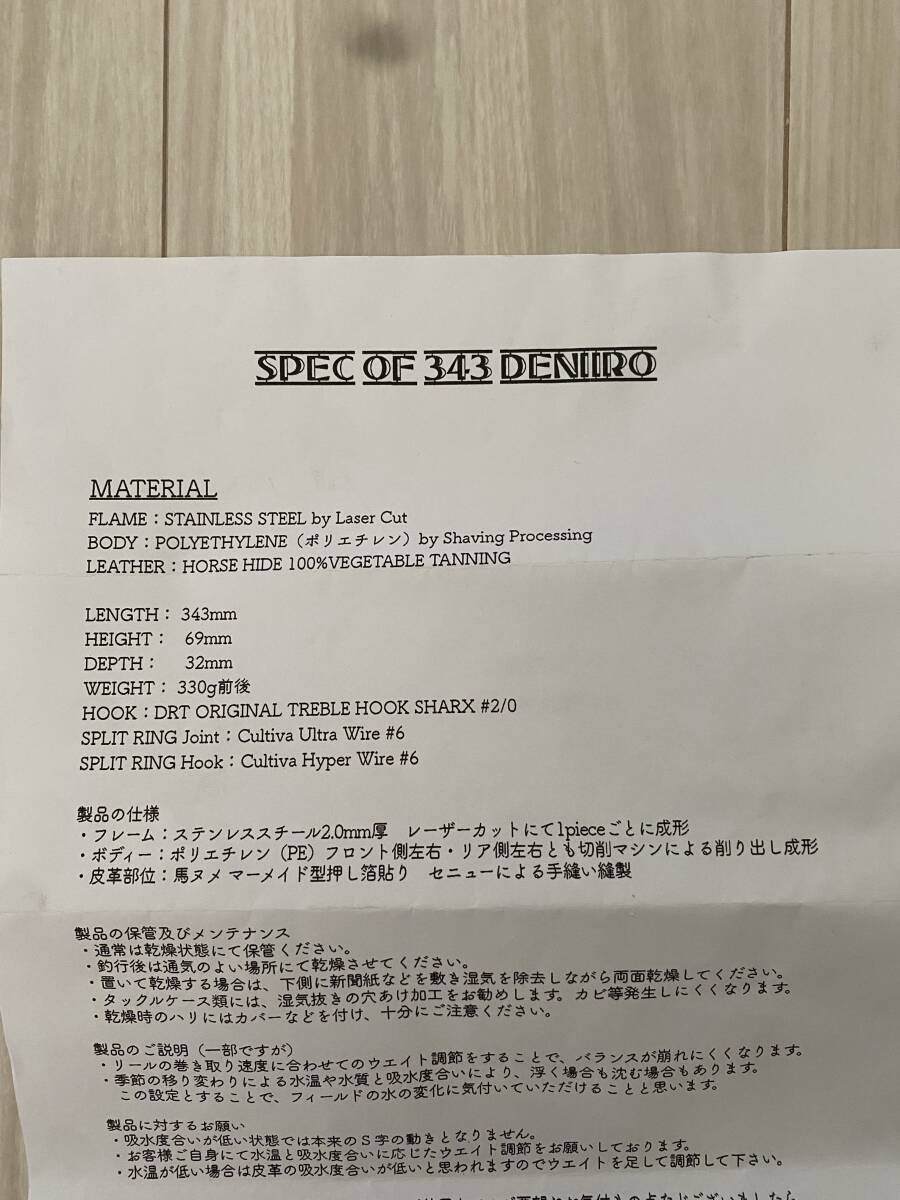 SPEC OF 343 DENIIRO
MATERIAL
FLAME：STAINLESS STEEL by Laser Cut
BODY：POLYETHYLENE（ポリエチレン）by Shaving Processing
LEATHER：HORSE HIDE 100%VEGETABLE TANNING
LENGTH： 343mm
HEIGHT： 69mm
DEPTH： 32mm
WEIGHT： 330g前後
HOOK：DRT ORIGINAL TREBLE HOOK SHARX #2/0
SPLIT RING Joint：Cultiva Ultra Wire #6
SPLIT RING Hook：Cultiva Hyper Wire #6
製品の仕様
・フレーム：ステンレススチール2.0mm厚　レーザーカットにて1pieceごとに成形
・ボディー：ポリエチレン（PE）フロント側左右・リア側左右とも切削マシンによる削り出し成形
・皮革部位：馬ヌメ マーメイド型押し箔貼り　セニューによる手縫い縫製
製品の保管及びメンテナンス
・通常は乾燥状態にて保管ください。
・釣行後は通気のよい場所にて乾燥させてください。
・置いて乾燥する場合は、下側に新聞紙などを敷き湿気を除去しながら両面乾燥してください。
・タックルケース類には、湿気抜きの穴あけ加工をお勧めします。カビ等発生しにくくなります。
・乾燥時のハリにはカバーなどを付け、十分にご注意ください。
製品のご説明（一部ですが）
・リールの巻き取り速度に合わせてのウエイト調節をすることで、バランスが崩れにくくなります。
・季節の移り変わりによる水温や水質と吸水度合いにより、浮く場合も沈む場合もあります。
この設定とすることで、フィールドの水の変化に気付いていただけることと思います。
製品に対するお願い
・吸水度合いが低い状態では本来のS字の動きとなりません。
・お客様ご自身にて水温と吸水度合いに応じたウエイト調節をお願いしております。
・水温が低い場合は皮革の吸水度合いが低いと思われますのでウエイトを足して調節して下さい。